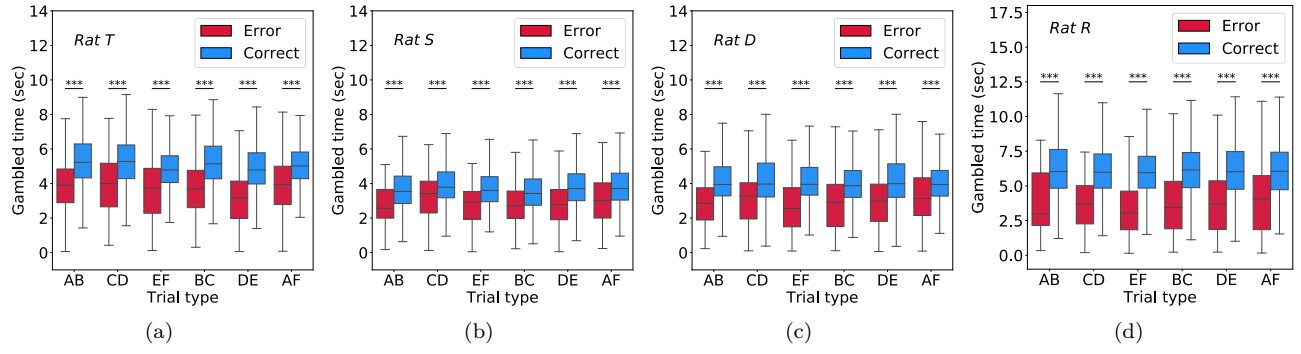 Rat T
Error
Correct
*** *** *** *** *** ***
Gambled time (sec)
14
12
10
8
6
4
2
0
AB CD EF BC DE AF
Trial type
(a)
Rat S
Error
Correct
*** *** *** *** *** ***
Gambled time (sec)
14
12
10
8
6
4
2
0
AB CD EF BC DE AF
Trial type
(b)
Rat D
Error
Correct
*** *** *** *** *** ***
Gambled time (sec)
14
12
10
8
6
4
2
0
AB CD EF BC DE AF
Trial type
(c)
Rat R
Error
Correct
*** *** *** *** *** ***
Gambled time (sec)
17.5
15.0
12.5
10.0
7.5
5.0
2.5
0.0
AB CD EF BC DE AF
Trial type
(d)